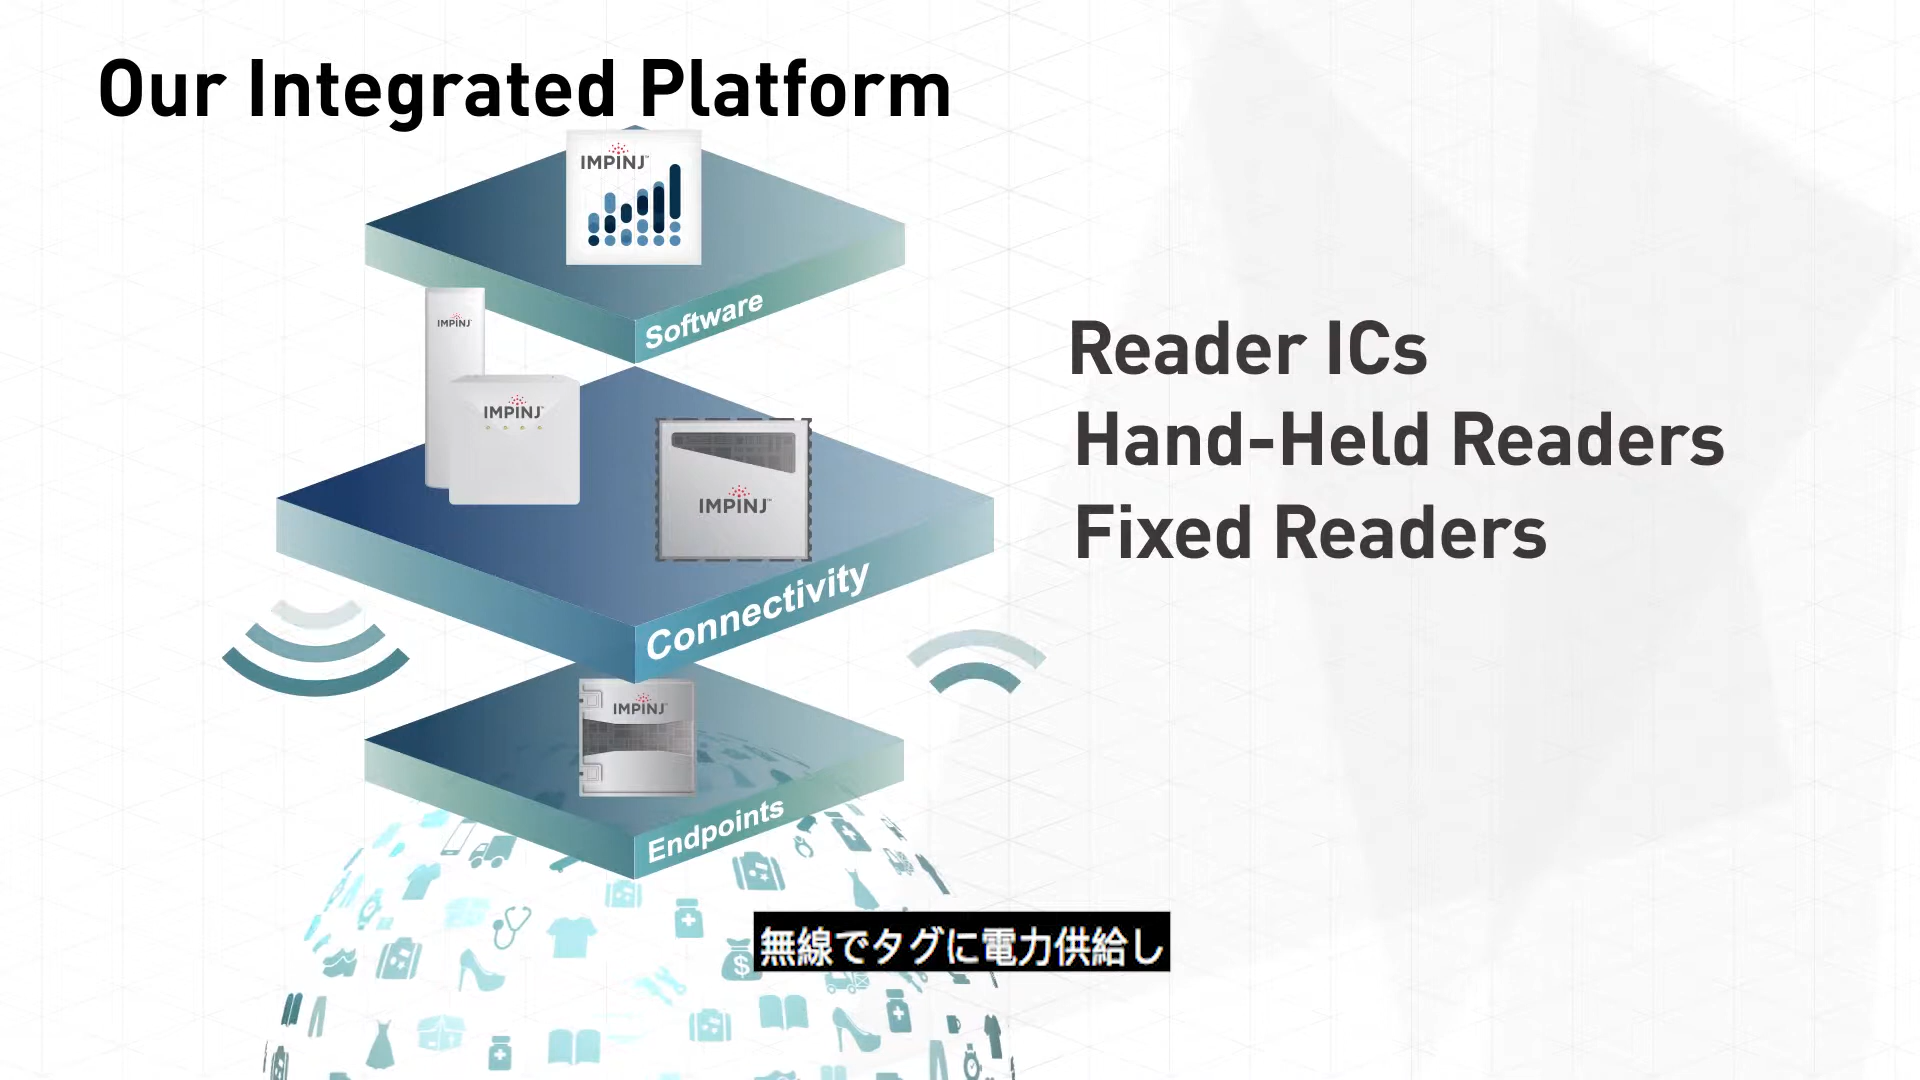 Our Integrated Platform
IMPINJ
Software
IMPINJ
IMPINJ
IMPINJ
Connectivity
IMPINJ
Endpoints
Reader ICs
Hand-Held Readers
Fixed Readers
$
無線でタグに電力供給し